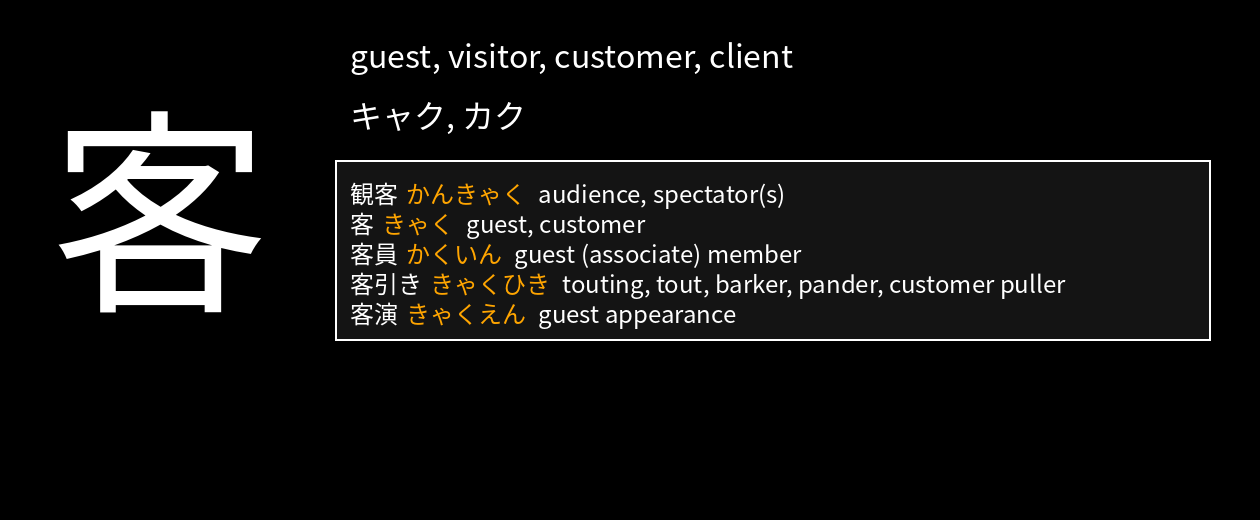 客
guest, visitor, customer, client
キャク, カク
観客 かんきゃく audience, spectator(s)
客 きゃく guest, customer
客員 かくいん guest (associate) member
客引き きゃくひき touting, tout, barker, pander, customer puller
客演 きゃくえん guest appearance